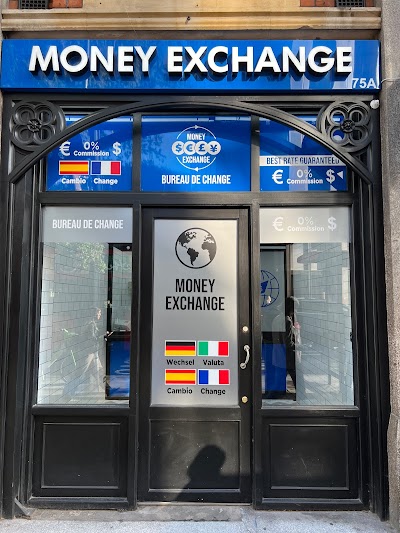 MONEY EXCHANGE
75A
€ 0% $
Commission
Cambio Change
MONEY
$€£¥
EXCHANGE
BUREAU DE CHANGE
BEST RATE GUARANTEED
€ 0% $
Commission
BUREAU DE CHANGE
MONEY
EXCHANGE
Wechsel Valuta
Cambio Change
€ 0% $
Commission